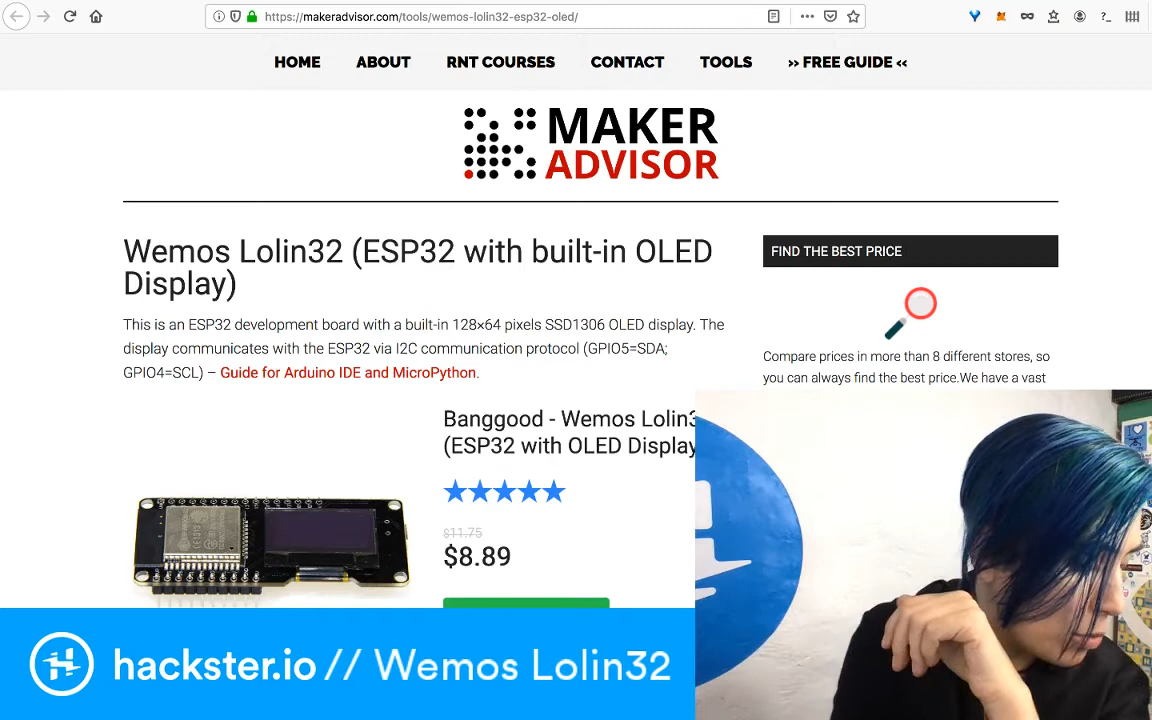 https://makeradvisor.com/tools/wemos-lolin32-esp32-oled/
HOME ABOUT RNT COURSES CONTACT TOOLS » FREE GUIDE «
MAKER
ADVISOR
Wemos Lolin32 (ESP32 with built-in OLED
Display)
This is an ESP32 development board with a built-in 128×64 pixels SSD1306 OLED display. The
display communicates with the ESP32 via I2C communication protocol (GPIO5=SDA;
GPIO4=SCL) – Guide for Arduino IDE and MicroPython.
FIND THE BEST PRICE
Compare prices in more than 8 different stores, so
you can always find the best price.We have a vast
Banggood - Wemos Lolin3
(ESP32 with OLED Display
$11.75
$8.89
hackster.io // Wemos Lolin32